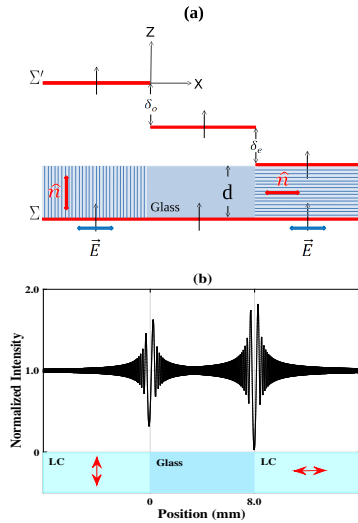 (a)
Z
Σ′
X
δₒ
δₑ
n̂
Glass
d
n̂
Σ
E⃗
E⃗
(b)
2.0
Normalized Intensity
1.0
0
LC
Glass
LC
0
8.0
Position (mm)